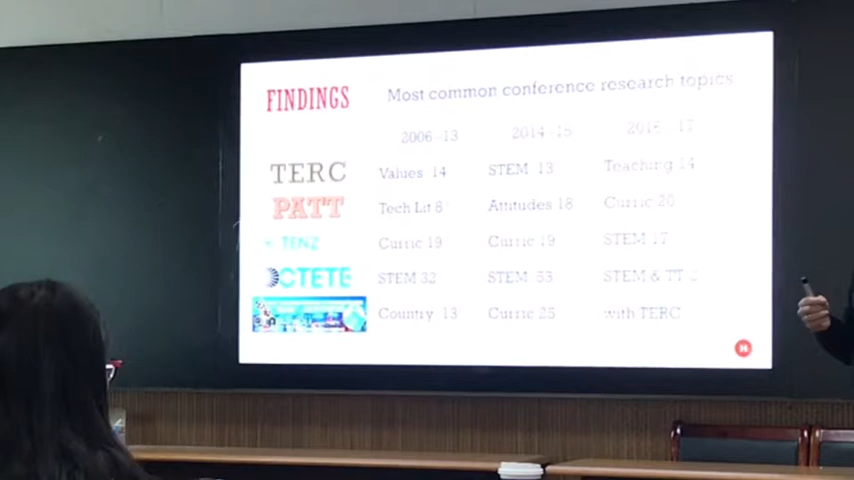 FINDINGS Most common conference research topics
2006 -13 2014 -15
TERC Values 14 STEM 13 Teaching 14
PATT Tech Lit 8 Attitudes 18 Curric 20
TENZ Curric 19 Curric 19 STEM 17
CTETE STEM 32 STEM 53 STEM & TT
Country 13 Curric 25 with TERC